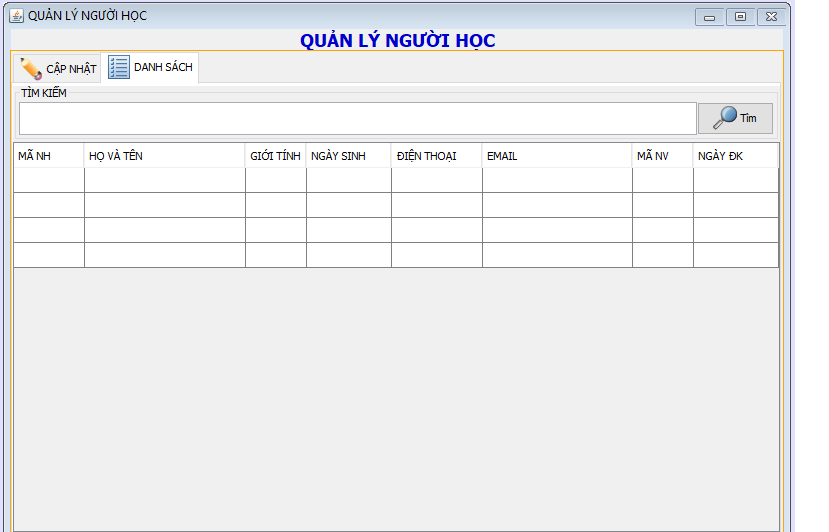 QUẢN LÝ NGƯỜI HỌC
QUẢN LÝ NGƯỜI HỌC
CẬP NHẬT DANH SÁCH
TÌM KIẾM
Tìm
MÃ NH HỌ VÀ TÊN GIỚI TÍNH NGÀY SINH ĐIỆN THOẠI EMAIL MÃ NV NGÀY ĐK